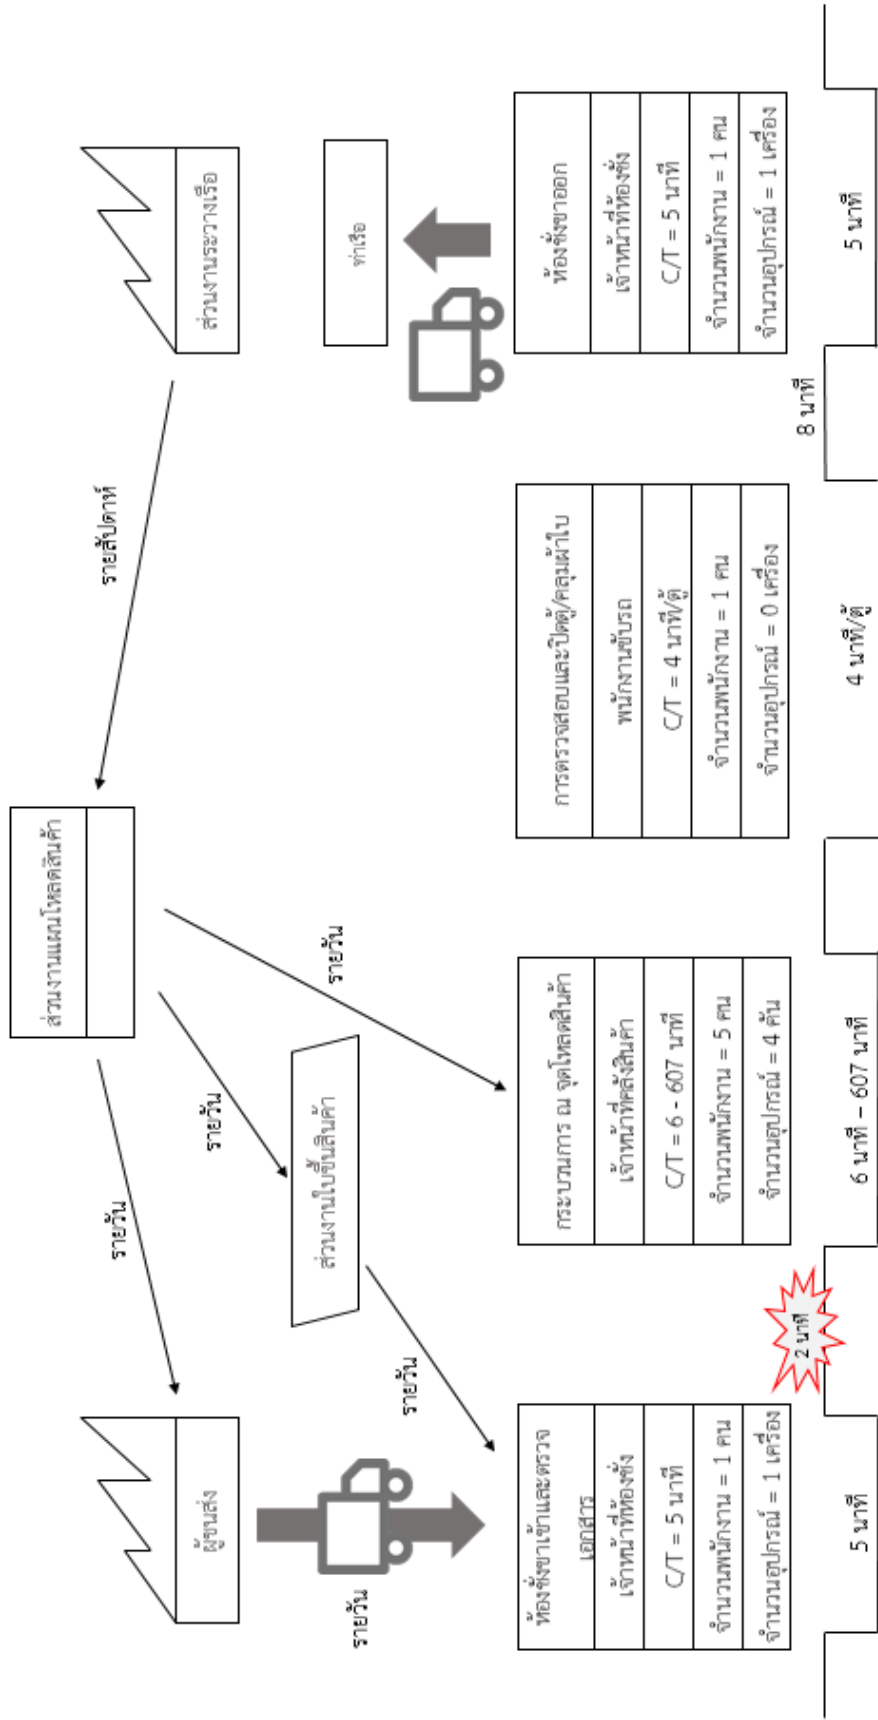 ส่วนงานแผนโหลดสินค้า
ผู้ขนส่ง
ส่วนงานระวางเรือ
รายวัน
รายวัน
รายวัน
รายสัปดาห์
ส่วนงานใบขึ้นสินค้า
ท่าเรือ
รายวัน
รายวัน
ห้องชั่งขาเข้าและตรวจ
เอกสาร
เจ้าหน้าที่ห้องชั่ง
C/T = 5 นาที
จำนวนพนักงาน = 1 คน
จำนวนอุปกรณ์ = 1 เครื่อง
กระบวนการ ณ จุดโหลดสินค้า
เจ้าหน้าที่คลังสินค้า
C/T = 6 - 607 นาที
จำนวนพนักงาน = 5 คน
จำนวนอุปกรณ์ = 4 คัน
การตรวจสอบและปิดตู้/คลุมผ้าใบ
พนักงานขับรถ
C/T = 4 นาที/ตู้
จำนวนพนักงาน = 1 คน
จำนวนอุปกรณ์ = 0 เครื่อง
ห้องชั่งขาออก
เจ้าหน้าที่ห้องชั่ง
C/T = 5 นาที
จำนวนพนักงาน = 1 คน
จำนวนอุปกรณ์ = 1 เครื่อง
2 นาที
8 นาที
5 นาที
6 นาที – 607 นาที
4 นาที/ตู้
5 นาที